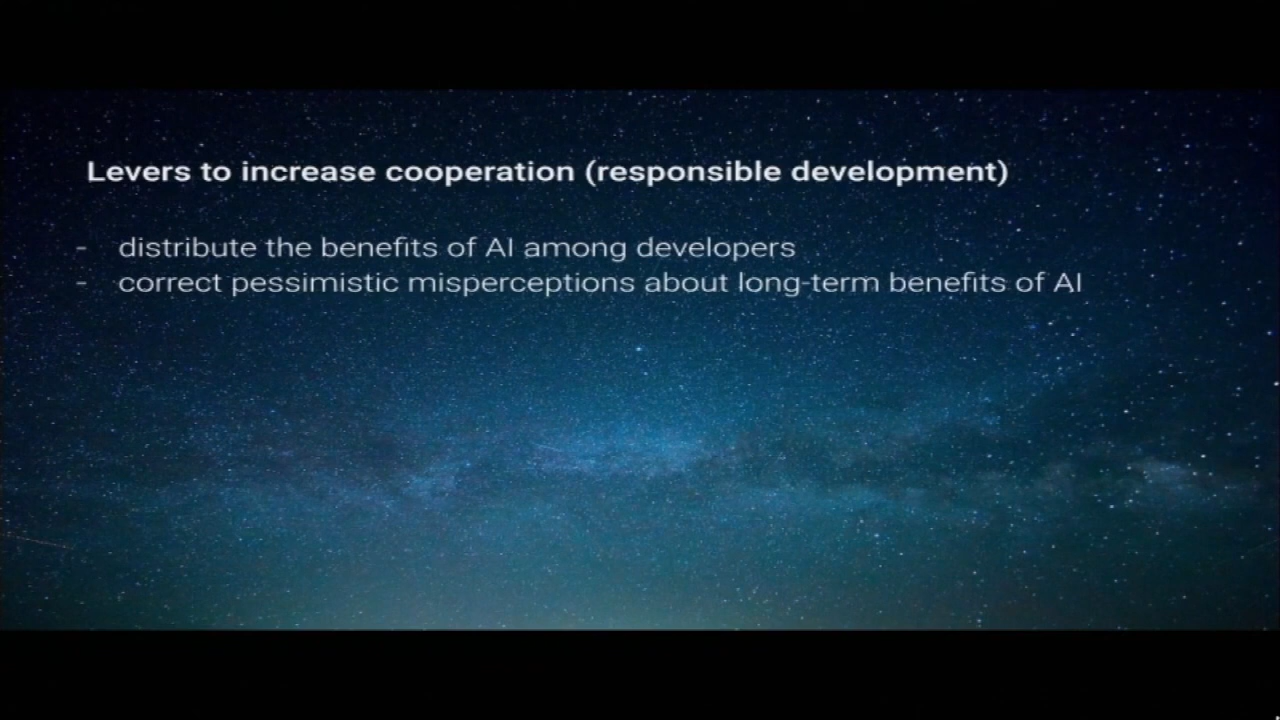 Levers to increase cooperation (responsible development)
- distribute the benefits of AI among developers
- correct pessimistic misperceptions about long-term benefits of AI